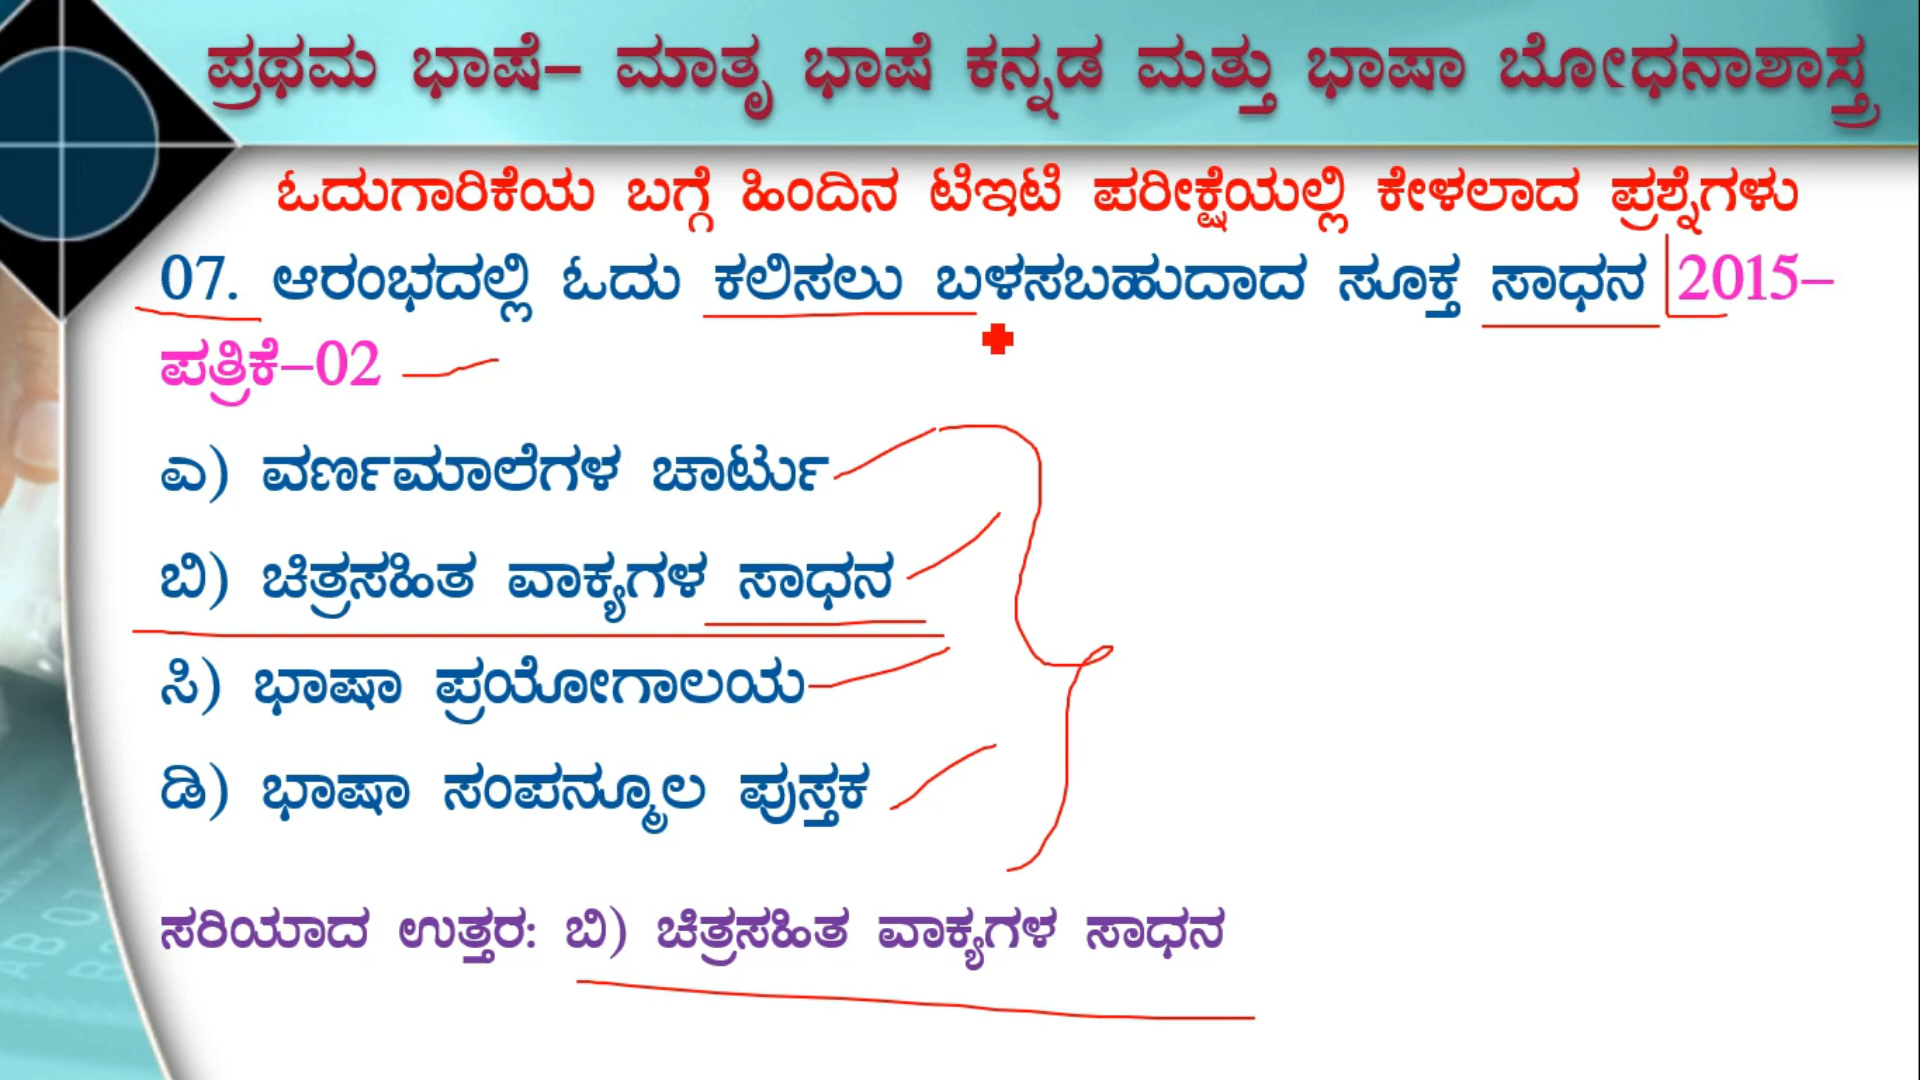 ಪ್ರಥಮ ಭಾಷೆ– ಮಾತೃ ಭಾಷೆ ಕನ್ನಡ ಮತ್ತು ಭಾಷಾ ಬೋಧನಾಶಾಸ್ತ್ರ
ಓದುಗಾರಿಕೆಯ ಬಗ್ಗೆ ಹಿಂದಿನ ಟಿಇಟಿ ಪರೀಕ್ಷೆಯಲ್ಲಿ ಕೇಳಲಾದ ಪ್ರಶ್ನೆಗಳು
07. ಆರಂಭದಲ್ಲಿ ಓದು ಕಲಿಸಲು ಬಳಸಬಹುದಾದ ಸೂಕ್ತ ಸಾಧನ 2015–
ಪತ್ರಿಕೆ–02
ಎ) ವರ್ಣಮಾಲೆಗಳ ಚಾರ್ಟು
ಬಿ) ಚಿತ್ರಸಹಿತ ವಾಕ್ಯಗಳ ಸಾಧನ
ಸಿ) ಭಾಷಾ ಪ್ರಯೋಗಾಲಯ
ಡಿ) ಭಾಷಾ ಸಂಪನ್ಮೂಲ ಪುಸ್ತಕ
ಸರಿಯಾದ ಉತ್ತರ: ಬಿ) ಚಿತ್ರಸಹಿತ ವಾಕ್ಯಗಳ ಸಾಧನ